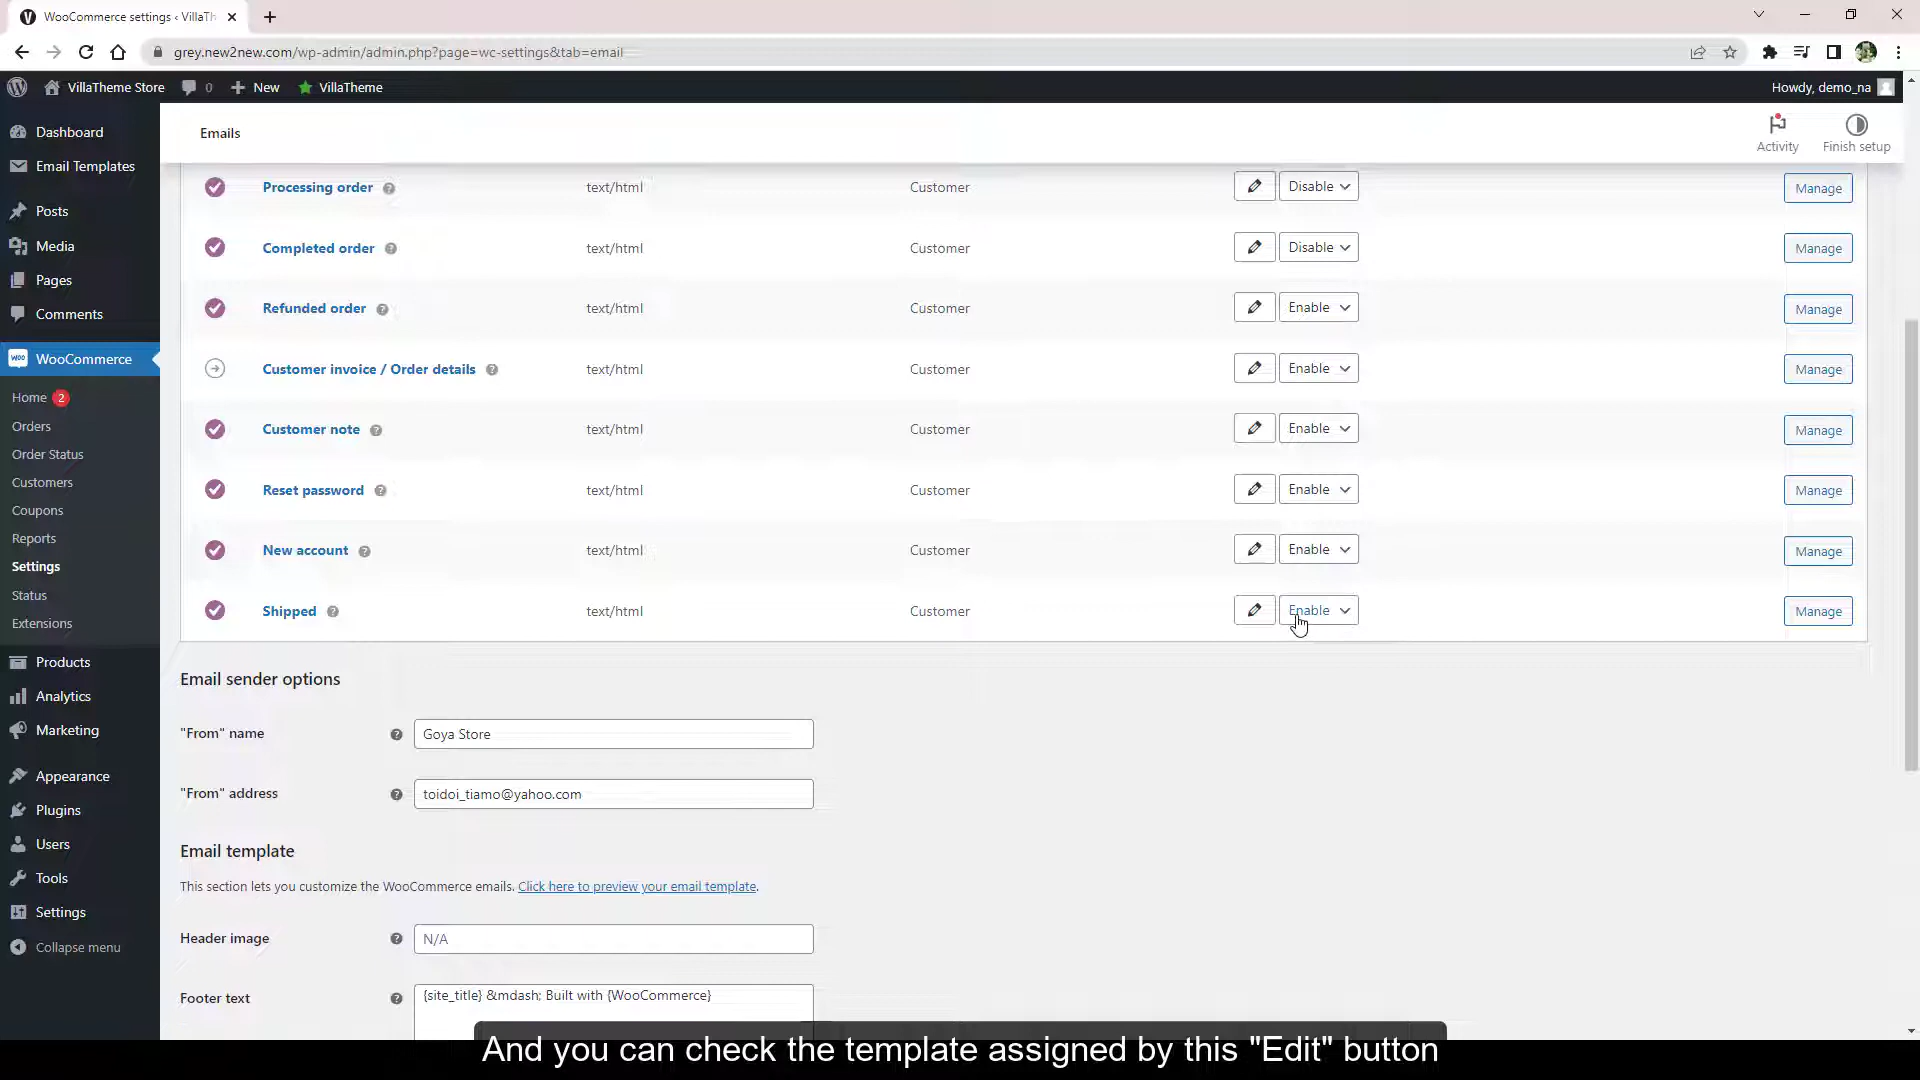 WooCommerce settings ‹ VillaTh
grey.new2new.com/wp-admin/admin.php?page=wc-settings&tab=email
VillaTheme Store
0
New
VillaTheme
Howdy, demo_na
Dashboard
Email Templates
Posts
Media
Pages
Comments
WooCommerce
Home 2
Orders
Order Status
Customers
Coupons
Reports
Settings
Status
Extensions
Products
Analytics
Marketing
Appearance
Plugins
Users
Tools
Settings
Collapse menu
Emails
Activity
Finish setup
Processing order text/html Customer Disable Manage
Completed order text/html Customer Disable Manage
Refunded order text/html Customer Enable Manage
Customer invoice / Order details text/html Customer Enable Manage
Customer note text/html Customer Enable Manage
Reset password text/html Customer Enable Manage
New account text/html Customer Enable Manage
Shipped text/html Customer Enable Manage
Email sender options
"From" name Goya Store
"From" address toidoi_tiamo@yahoo.com
Email template
This section lets you customize the WooCommerce emails. Click here to preview your email template.
Header image N/A
Footer text {site_title} &mdash; Built with {WooCommerce}
And you can check the template assigned by this "Edit" button